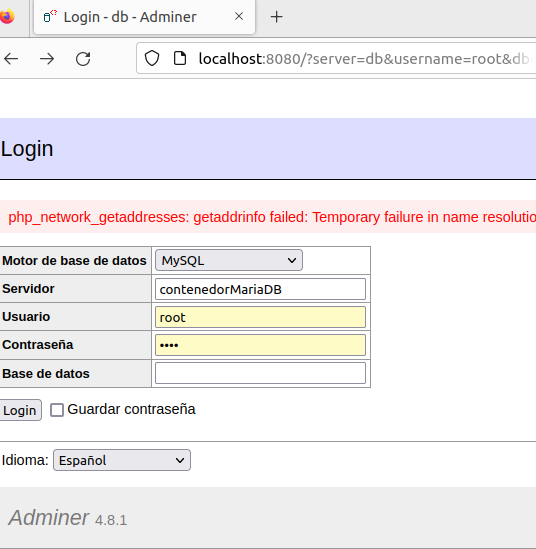 Login - db - Adminer
localhost:8080/?server=db&username=root&db
Login
php_network_getaddresses: getaddrinfo failed: Temporary failure in name resolutio
Motor de base de datos MySQL
Servidor contenedorMariaDB
Usuario root
Contraseña ••••
Base de datos
Login Guardar contraseña
Idioma: Español
Adminer 4.8.1